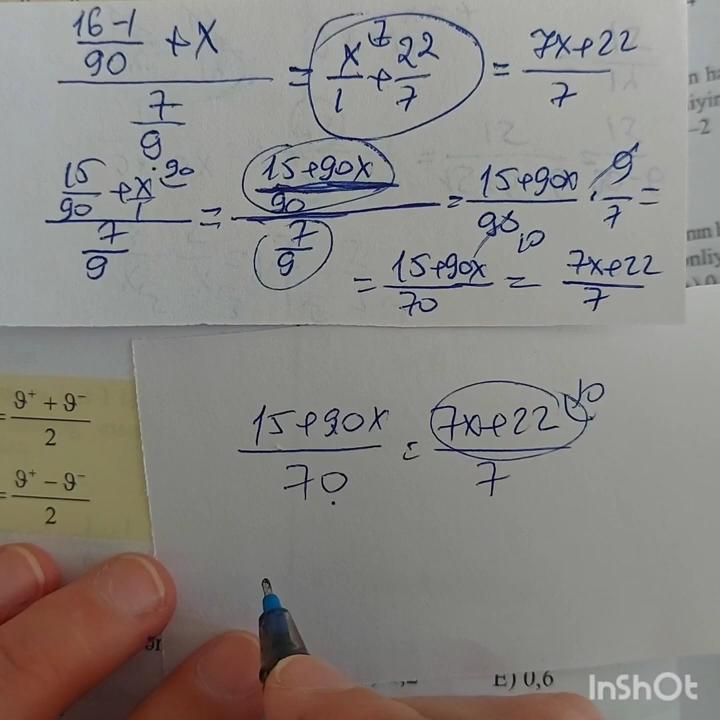 (16-1/90 + x)/(7/9) = x/1 + 22/7 = (7x+22)/7
(15/90 + x/1)/(7/9) = ((15+90x)/90)/(7/9) = (15+90x)/90 · 9/7 =
= (15+90x)/70 = (7x+22)/7
(15+90x)/70 = (7x+22)/7
= (ϑ⁺ + ϑ⁻)/2
= (ϑ⁺ − ϑ⁻)/2
E) 0,6
InShOt